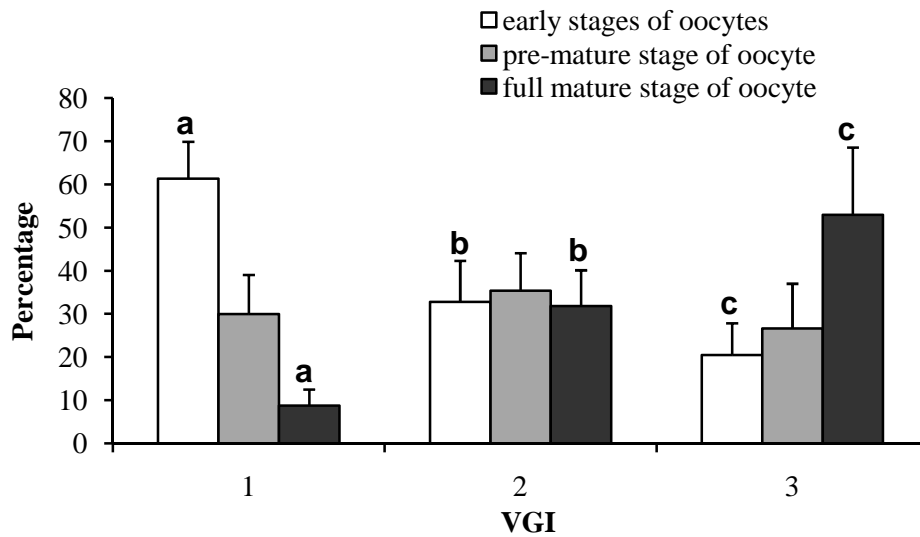 early stages of oocytes
pre-mature stage of oocyte
full mature stage of oocyte
80
70
60
50
40
30
20
10
0
Percentage
a
a
b
b
c
c
1
2
3
VGI